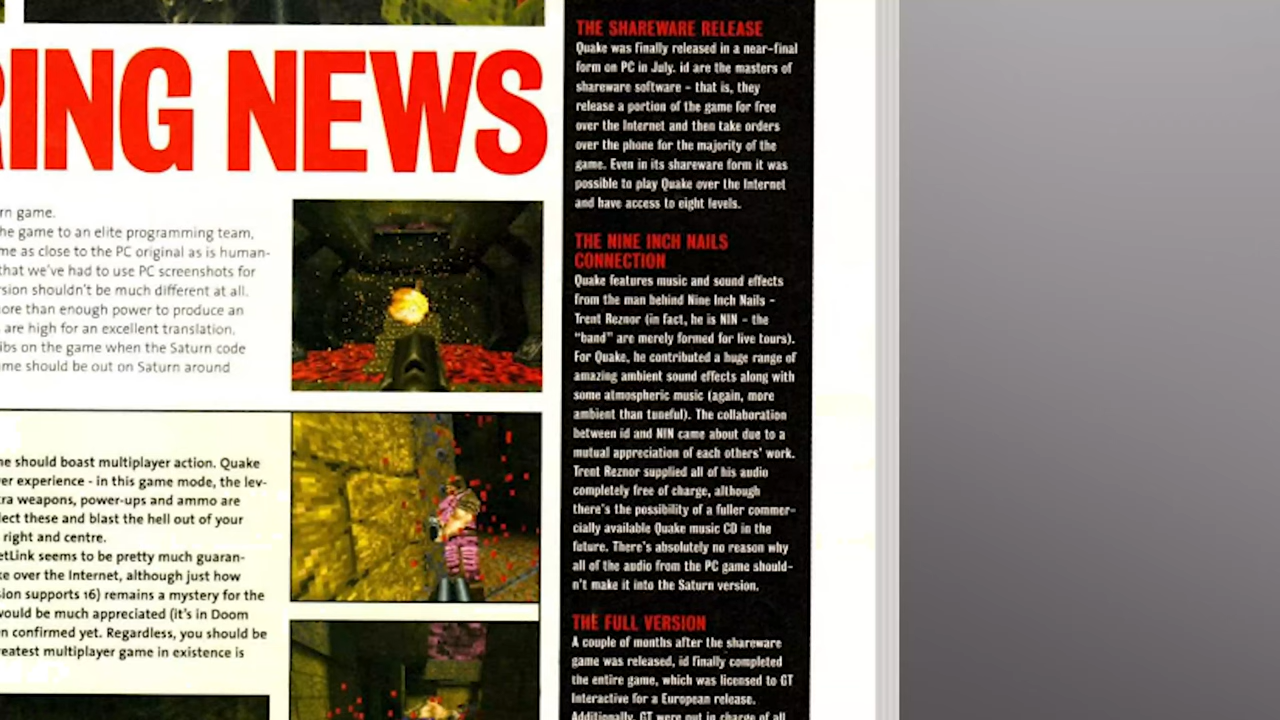 RING NEWS
rn game.
he game to an elite programming team,
me as close to the PC original as is human-
that we've had to use PC screenshots for
sion shouldn't be much different at all.
ore than enough power to produce an
are high for an excellent translation.
ibs on the game when the Saturn code
me should be out on Saturn around
ne should boast multiplayer action. Quake
er experience - in this game mode, the lev-
tra weapons, power-ups and ammo are
lect these and blast the hell out of your
right and centre.
etLink seems to be pretty much guaran-
ke over the Internet, although just how
sion supports 16) remains a mystery for the
would be much appreciated (it's in Doom
n confirmed yet. Regardless, you should be
reatest multiplayer game in existence is
THE SHAREWARE RELEASE
Quake was finally released in a near-final
form on PC in July. id are the masters of
shareware software - that is, they
release a portion of the game for free
over the Internet and then take orders
over the phone for the majority of the
game. Even in its shareware form it was
possible to play Quake over the Internet
and have access to eight levels.
THE NINE INCH NAILS
CONNECTION
Quake features music and sound effects
from the man behind Nine Inch Nails -
Trent Reznor (in fact, he is NIN - the
"band" are merely formed for live tours).
For Quake, he contributed a huge range of
amazing ambient sound effects along with
some atmospheric music (again, more
ambient than tuneful). The collaboration
between id and NIN came about due to a
mutual appreciation of each others' work.
Trent Reznor supplied all of his audio
completely free of charge, although
there's the possibility of a fuller commer-
cially available Quake music CD in the
future. There's absolutely no reason why
all of the audio from the PC game should-
n't make it into the Saturn version.
THE FULL VERSION
A couple of months after the shareware
game was released, id finally completed
the entire game, which was licensed to GT
Interactive for a European release.
Additionally, GT were put in charge of all